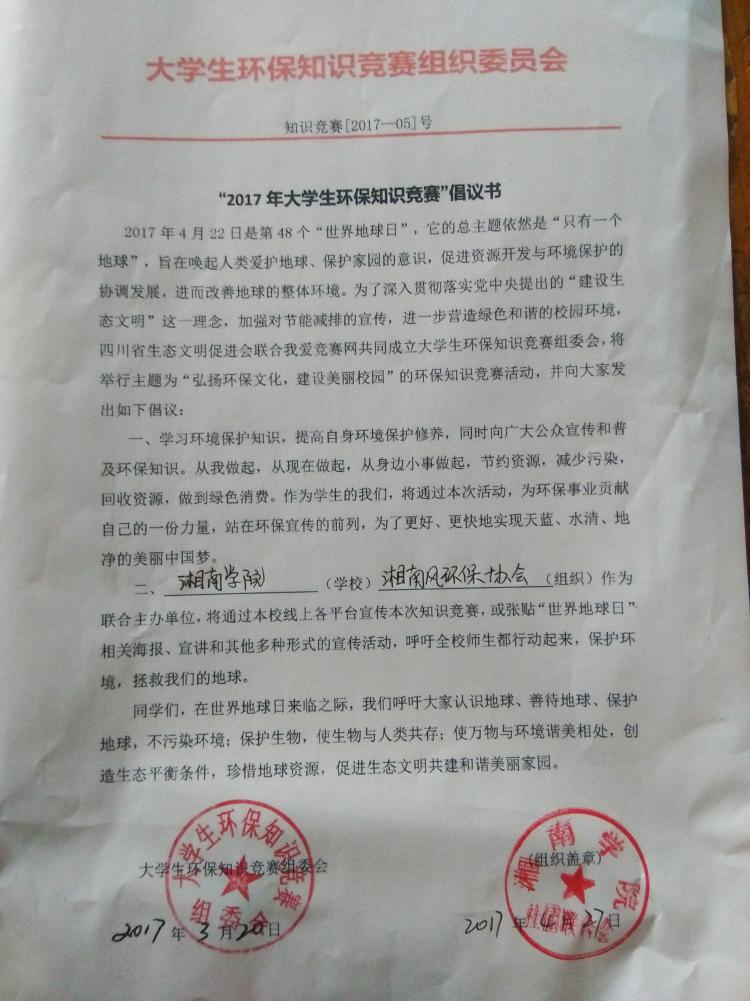 大学生环保知识竞赛组织委员会
知识竞赛[2017—05]号
“2017 年大学生环保知识竞赛”倡议书
2017 年 4 月 22 日是第 48 个“世界地球日”，它的总主题依然是“只有一个
地球”，旨在唤起人类爱护地球、保护家园的意识，促进资源开发与环境保护的
协调发展，进而改善地球的整体环境。为了深入贯彻落实党中央提出的“建设生
态文明”这一理念，加强对节能减排的宣传，进一步营造绿色和谐的校园环境，
四川省生态文明促进会联合我爱竞赛网共同成立大学生环保知识竞赛组委会，将
举行主题为“弘扬环保文化，建设美丽校园”的环保知识竞赛活动，并向大家发
出如下倡议：
一、学习环境保护知识，提高自身环境保护修养，同时向广大公众宣传和普
及环保知识。从我做起，从现在做起，从身边小事做起，节约资源，减少污染，
回收资源，做到绿色消费。作为学生的我们，将通过本次活动，为环保事业贡献
自己的一份力量，站在环保宣传的前列，为了更好、更快地实现天蓝、水清、地
净的美丽中国梦。
二、湘南学院（学校）湘南风环保协会（组织）作为
联合主办单位，将通过本校线上各平台宣传本次知识竞赛，或张贴“世界地球日”
相关海报、宣讲和其他多种形式的宣传活动，呼吁全校师生都行动起来，保护环
境，拯救我们的地球。
同学们，在世界地球日来临之际，我们呼吁大家认识地球、善待地球、保护
地球，不污染环境；保护生物，使生物与人类共存；使万物与环境谐美相处，创
造生态平衡条件，珍惜地球资源，促进生态文明共建和谐美丽家园。
大学生环保知识竞赛
组委会
大学生环保知识竞赛组委会
2017 年 3 月 20 日
湘南学院
（组织盖章）
2017 年 4 月 27 日